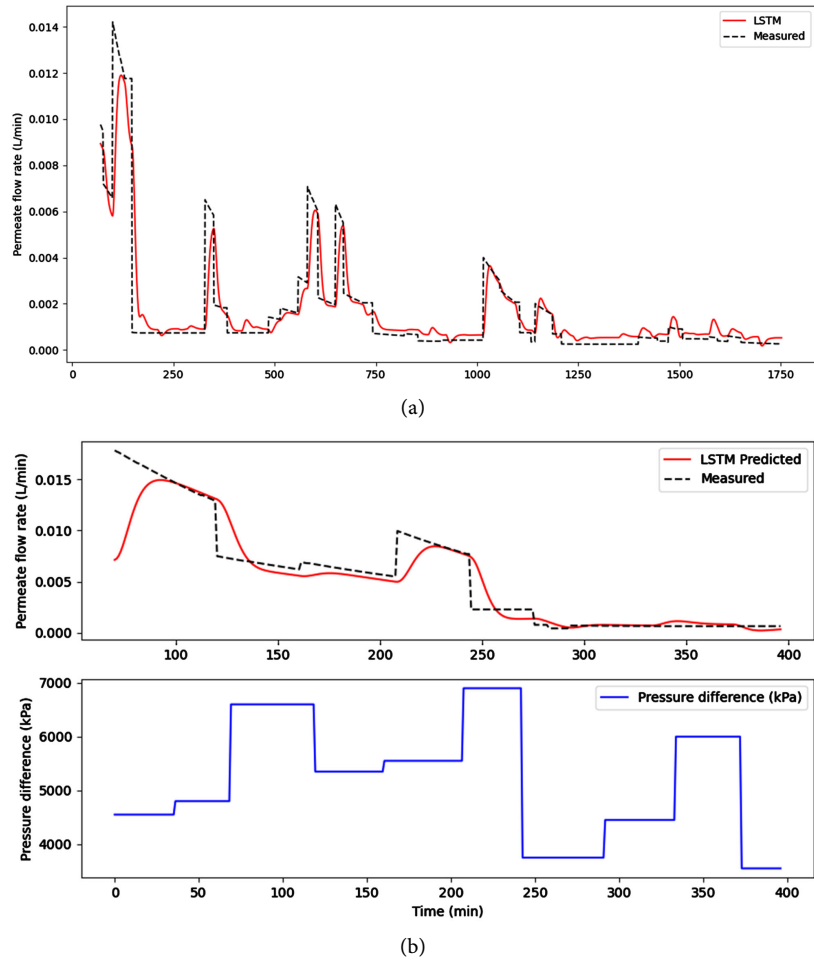 0.014
0.012
0.010
0.008
0.006
0.004
0.002
0.000
Permeate flow rate (L/min)
LSTM
Measured
0 250 500 750 1000 1250 1500 1750
(a)
0.015
0.010
0.005
0.000
Permeate flow rate (L/min)
LSTM Predicted
Measured
100 150 200 250 300 350 400
7000
6000
5000
4000
Pressure difference (kPa)
Pressure difference (kPa)
0 50 100 150 200 250 300 350 400
Time (min)
(b)